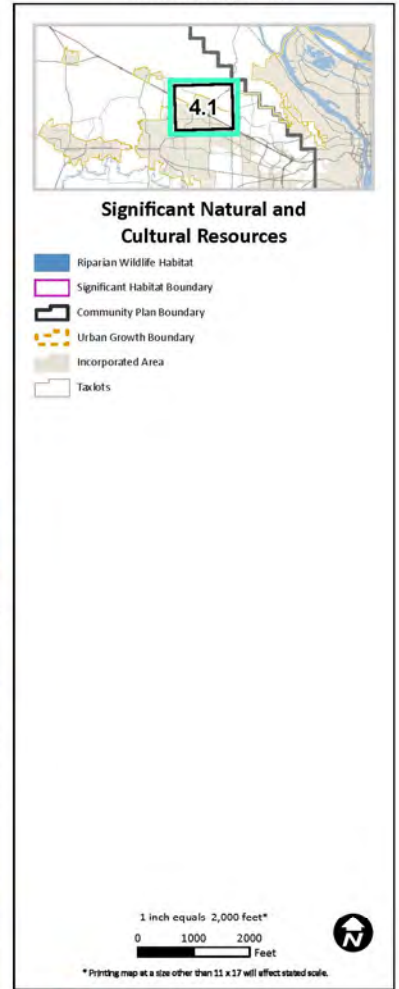 4.1
Significant Natural and
Cultural Resources
Riparian Wildlife Habitat
Significant Habitat Boundary
Community Plan Boundary
Urban Growth Boundary
Incorporated Area
Taxlots
1 inch equals 2,000 feet*
0 1000 2000
Feet
N
* Printing map at a size other than 11 x 17 will affect stated scale.